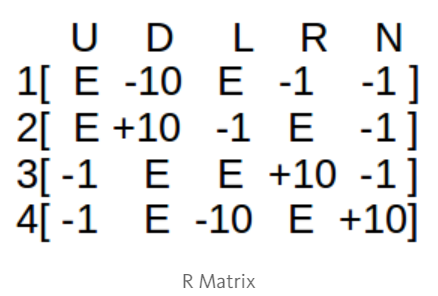 U D L R N
1[ E -10 E -1 -1 ]
2[ E +10 -1 E -1 ]
3[ -1 E E +10 -1 ]
4[ -1 E -10 E +10]
R Matrix